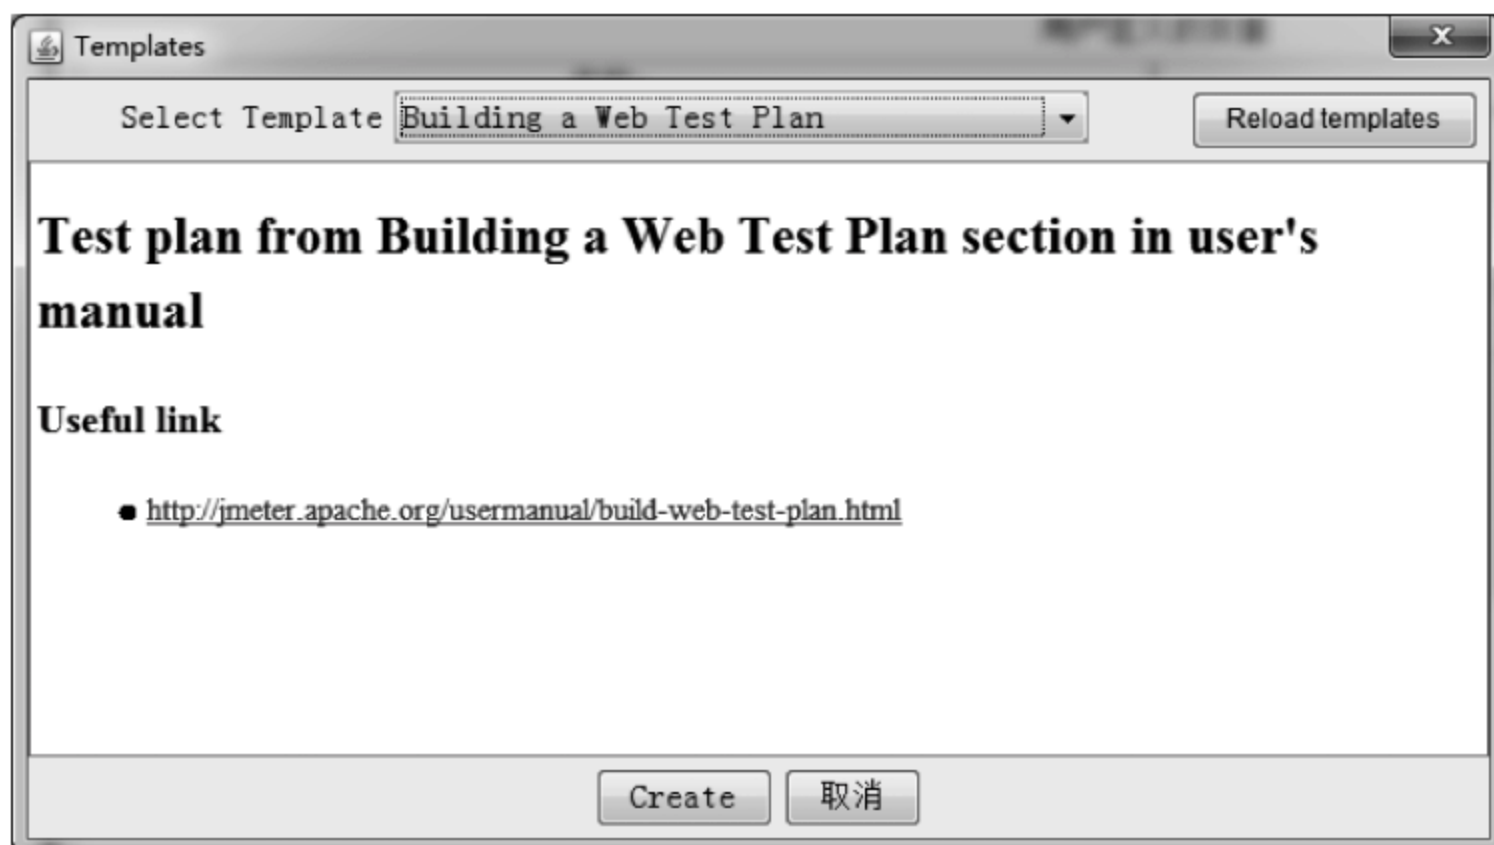 Templates
Select Template Building a Web Test Plan Reload templates
Test plan from Building a Web Test Plan section in user's
manual
Useful link
http://jmeter.apache.org/usermanual/build-web-test-plan.html
Create 取消